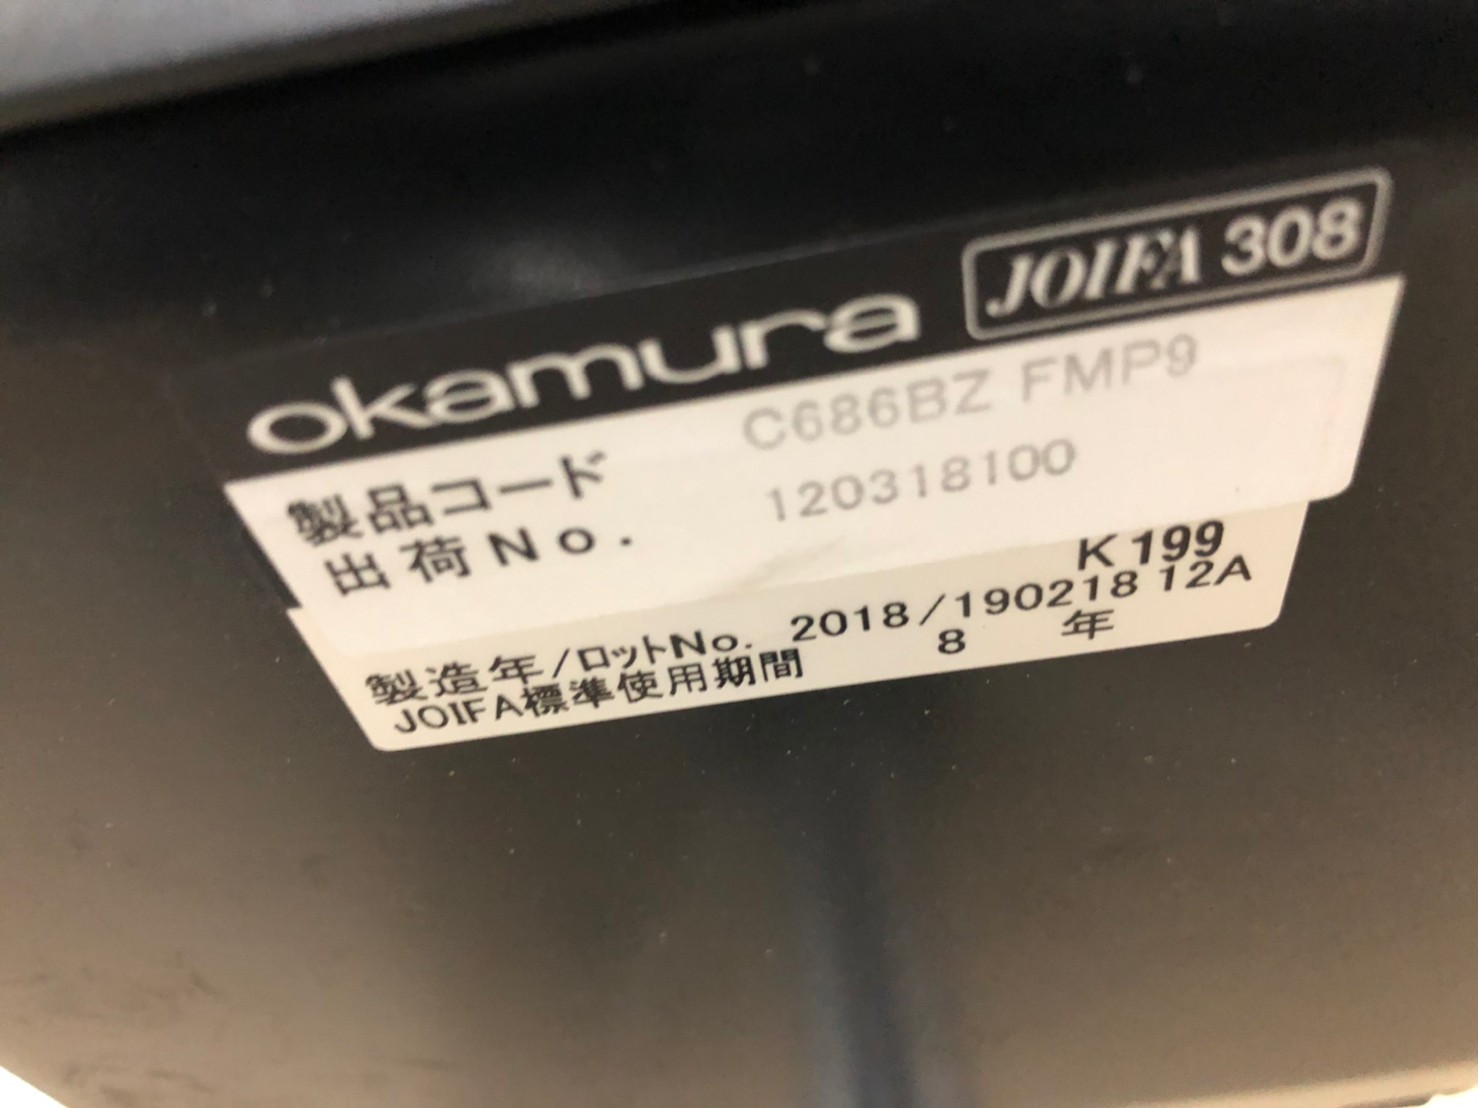 okamura JOIFA 308
製品コード C686BZ FMP9
出荷No. 120318100
K199
製造年/ロットNo. 2018/190218 12A
JOIFA標準使用期間 8 年